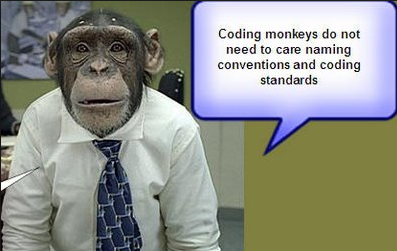 Coding monkeys do not
need to care naming
conventions and coding
standards